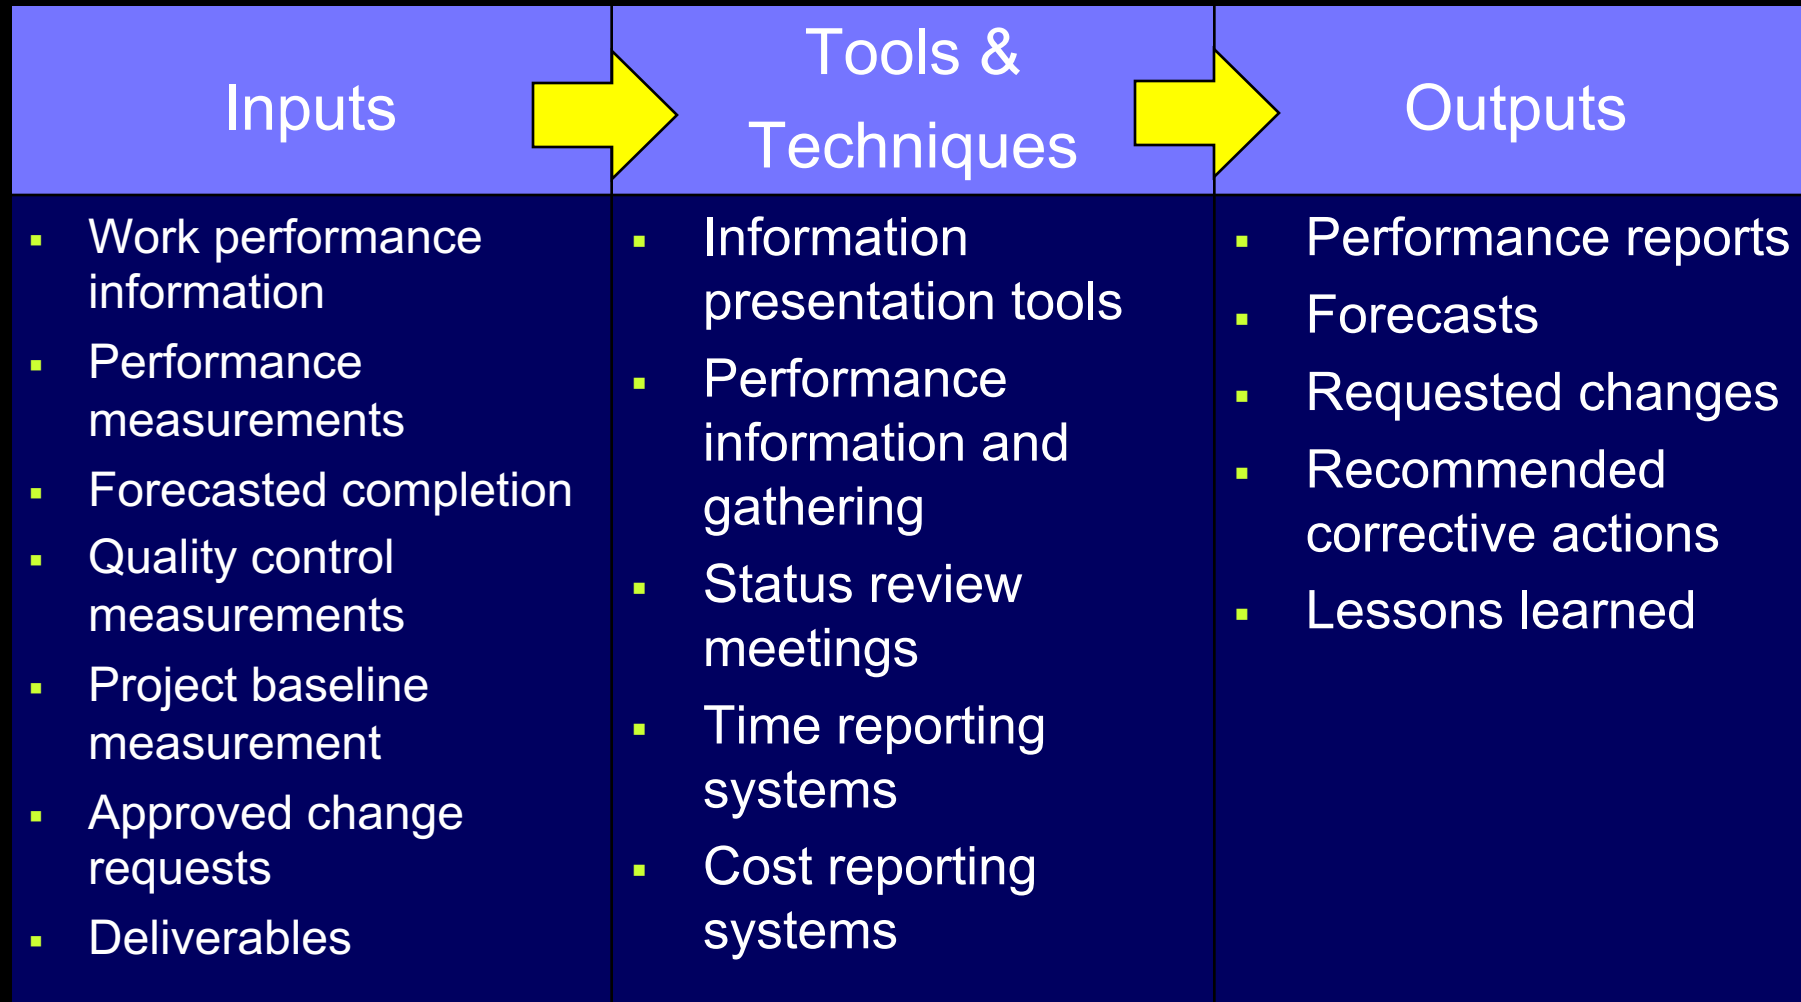 Inputs
Tools &
Techniques
Outputs
▪ Work performance
information
▪ Performance
measurements
▪ Forecasted completion
▪ Quality control
measurements
▪ Project baseline
measurement
▪ Approved change
requests
▪ Deliverables
▪ Information
presentation tools
▪ Performance
information and
gathering
▪ Status review
meetings
▪ Time reporting
systems
▪ Cost reporting
systems
▪ Performance reports
▪ Forecasts
▪ Requested changes
▪ Recommended
corrective actions
▪ Lessons learned